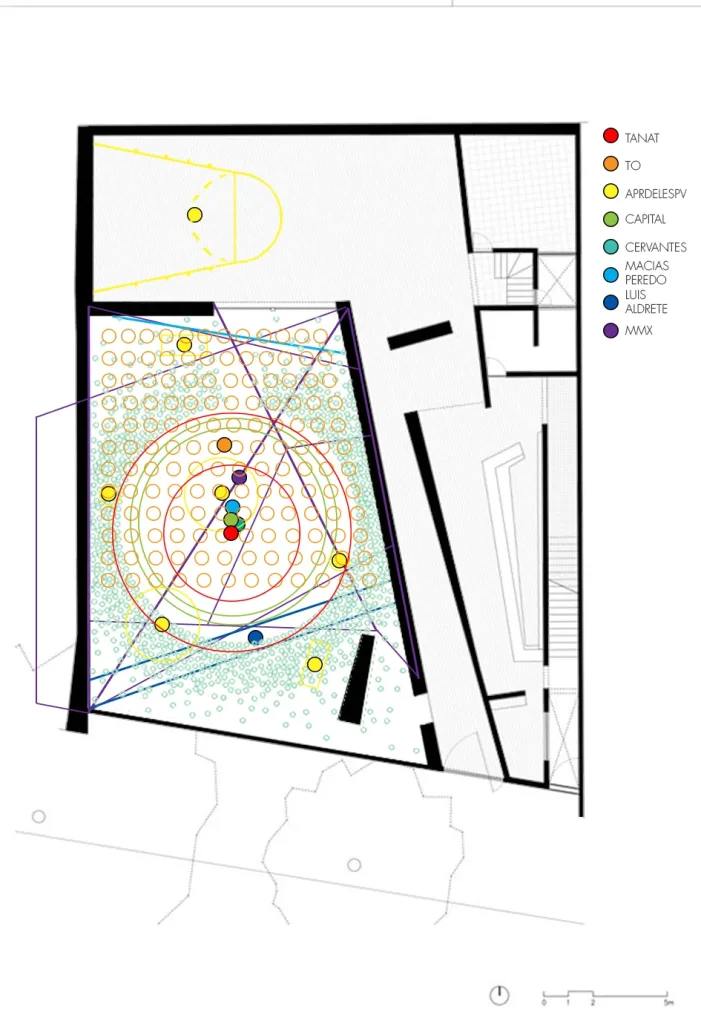 TANAT
TO
APRDELESPV
CAPITAL
CERVANTES
MACIAS
PEREDO
LUIS
ALDRETE
MMX
0 1 2 5m